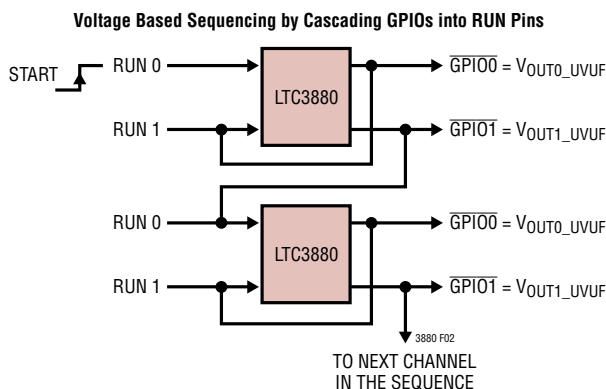 Voltage Based Sequencing by Cascading GPIOs into RUN Pins
START
RUN 0
LTC3880
GPIO0 = VOUT0_UVUF
RUN 1
GPIO1 = VOUT1_UVUF
RUN 0
LTC3880
GPIO0 = VOUT0_UVUF
RUN 1
GPIO1 = VOUT1_UVUF
3880 F02
TO NEXT CHANNEL
IN THE SEQUENCE